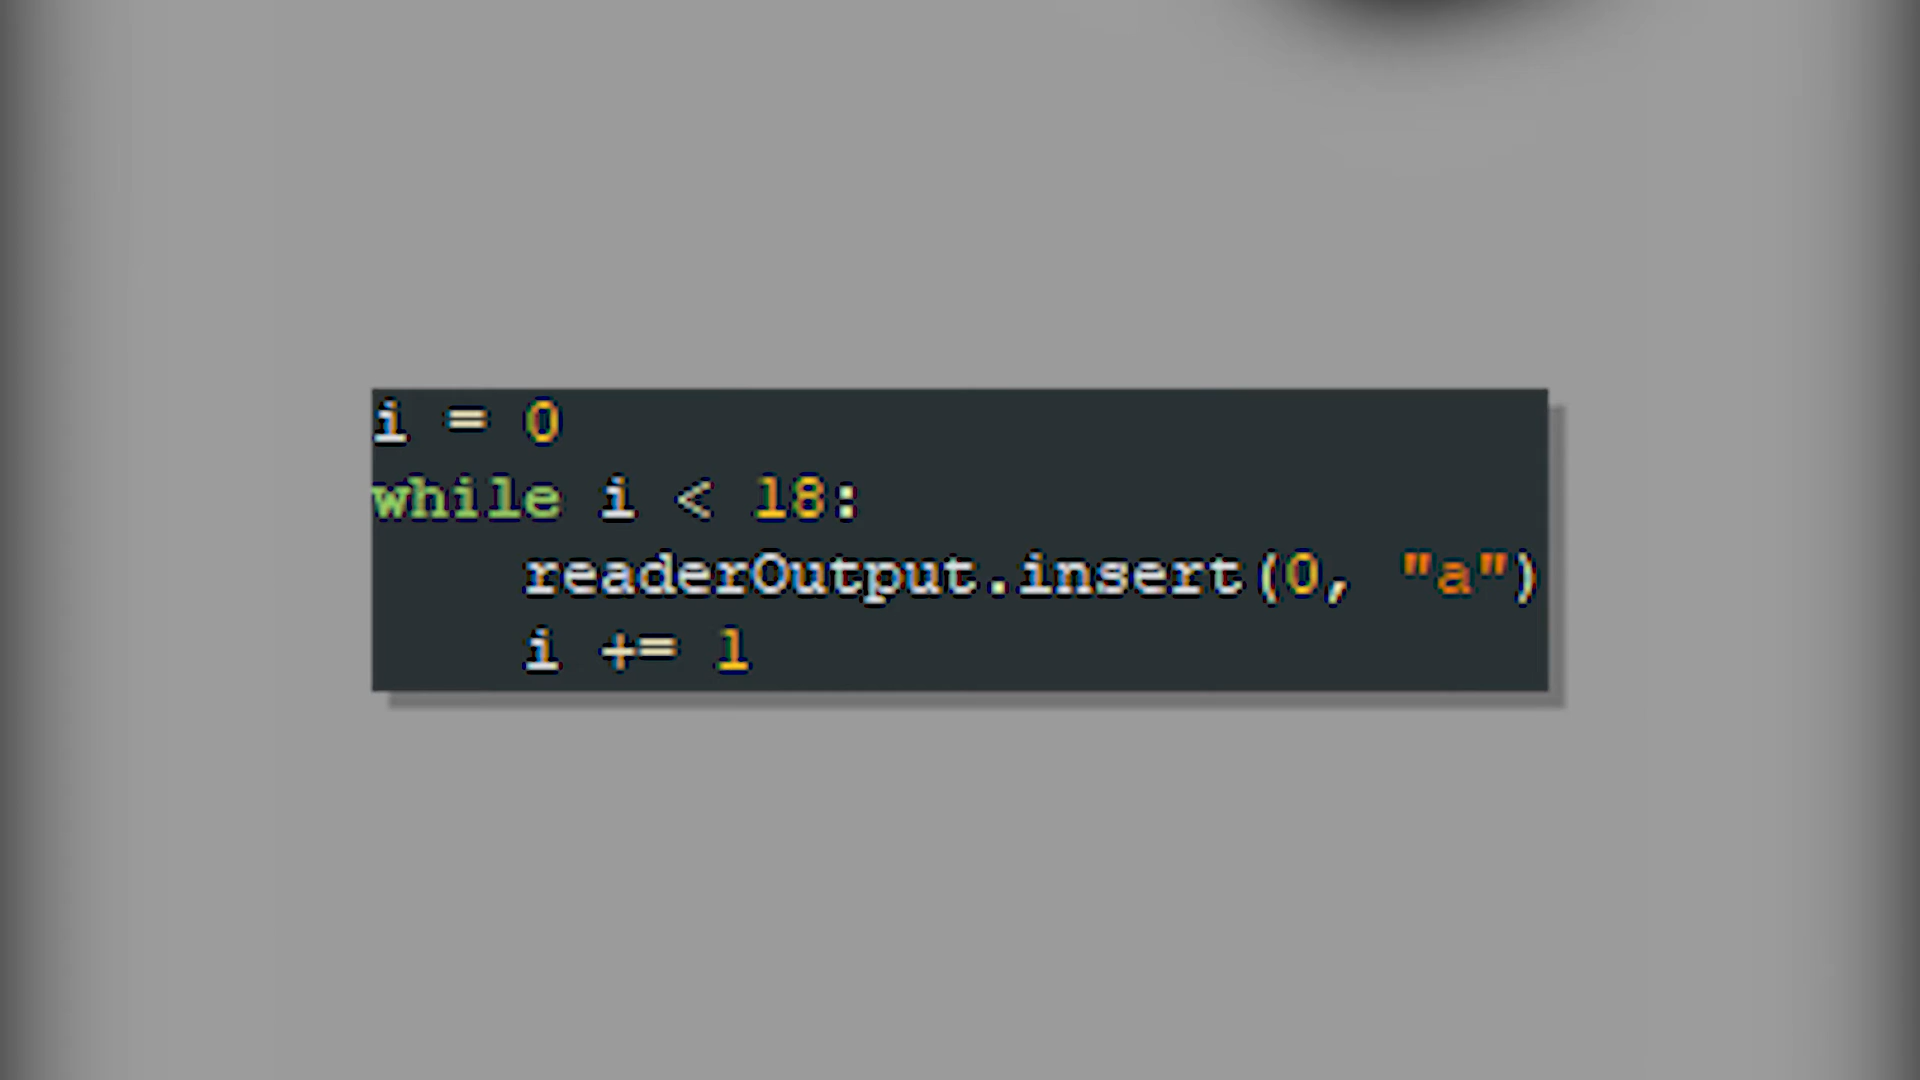 i = 0
while i < 18:
    readerOutput.insert(0, "a")
    i += 1